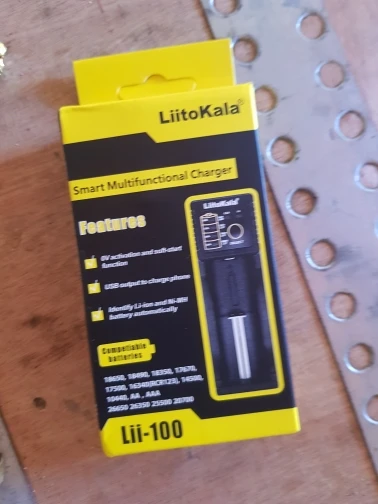 LiitoKala®
Smart Multifunctional Charger
Features
0V activation and soft-start
function
USB output to charge phone
Identify Li-ion and Ni-MH
battery automatically
LiitoKala®
Compatiable
batteries
18650, 18490, 18350, 17670,
17500, 16340(RCR123), 14500,
10440, AA , AAA
26650 26350 25500 20700
Lii-100